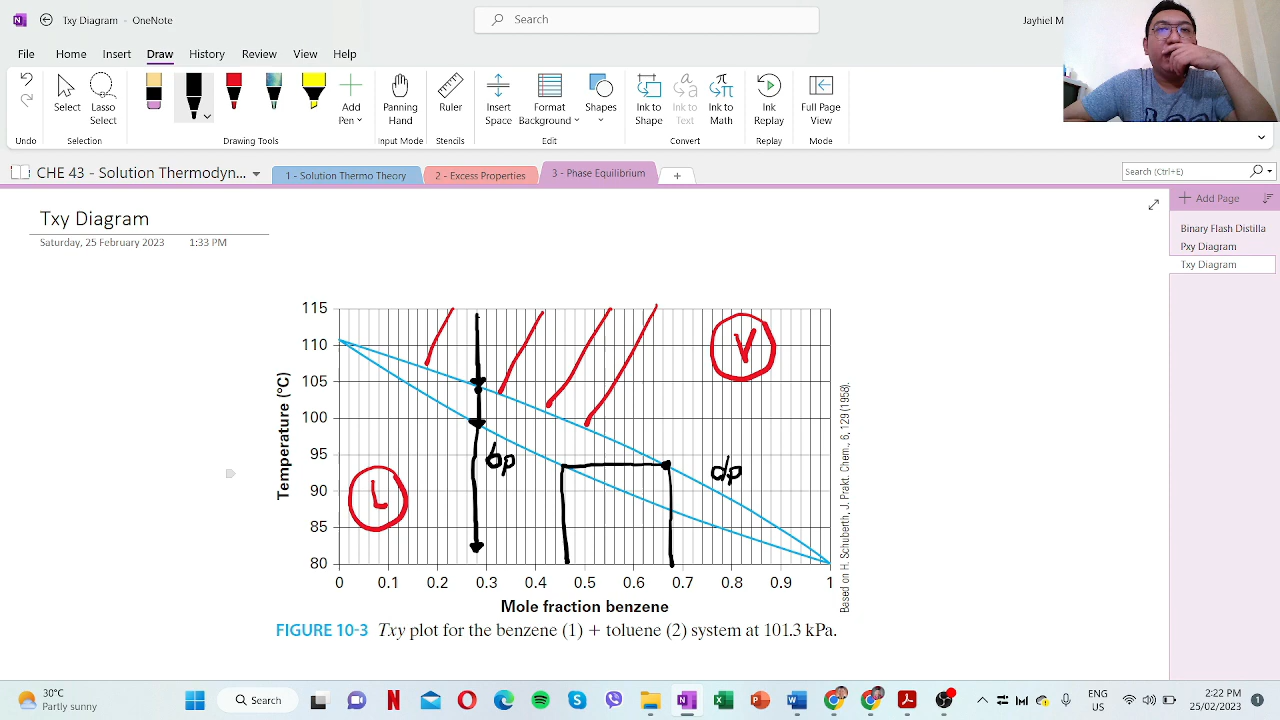 Txy Diagram - OneNote
Search
Jayhiel M
File Home Insert Draw History Review View Help
Undo
Select
Lasso Select
Add Pen
Panning Hand
Ruler
Insert Space
Format Background
Shapes
Ink to Shape
Ink to Text
Ink to Math
Ink Replay
Full Page View
Undo Selection Drawing Tools Input Mode Stencils Edit Convert Replay Mode
CHE 43 - Solution Thermodyn...
1 - Solution Thermo Theory
2 - Excess Properties
3 - Phase Equilibrium
Search (Ctrl+E)
Add Page
Binary Flash Distilla
Pxy Diagram
Txy Diagram
Txy Diagram
Saturday, 25 February 2023 1:33 PM
115
110
105
100
95
90
85
80
Temperature (°C)
V
L
bp
dp
0 0.1 0.2 0.3 0.4 0.5 0.6 0.7 0.8 0.9 1
Mole fraction benzene
Based on H. Schuberth, J. Prakt. Chem., 6, 129 (1958).
FIGURE 10-3 Txy plot for the benzene (1) + toluene (2) system at 101.3 kPa.
30°C
Partly sunny
Search
ENG
US
2:22 PM
25/02/2023
1